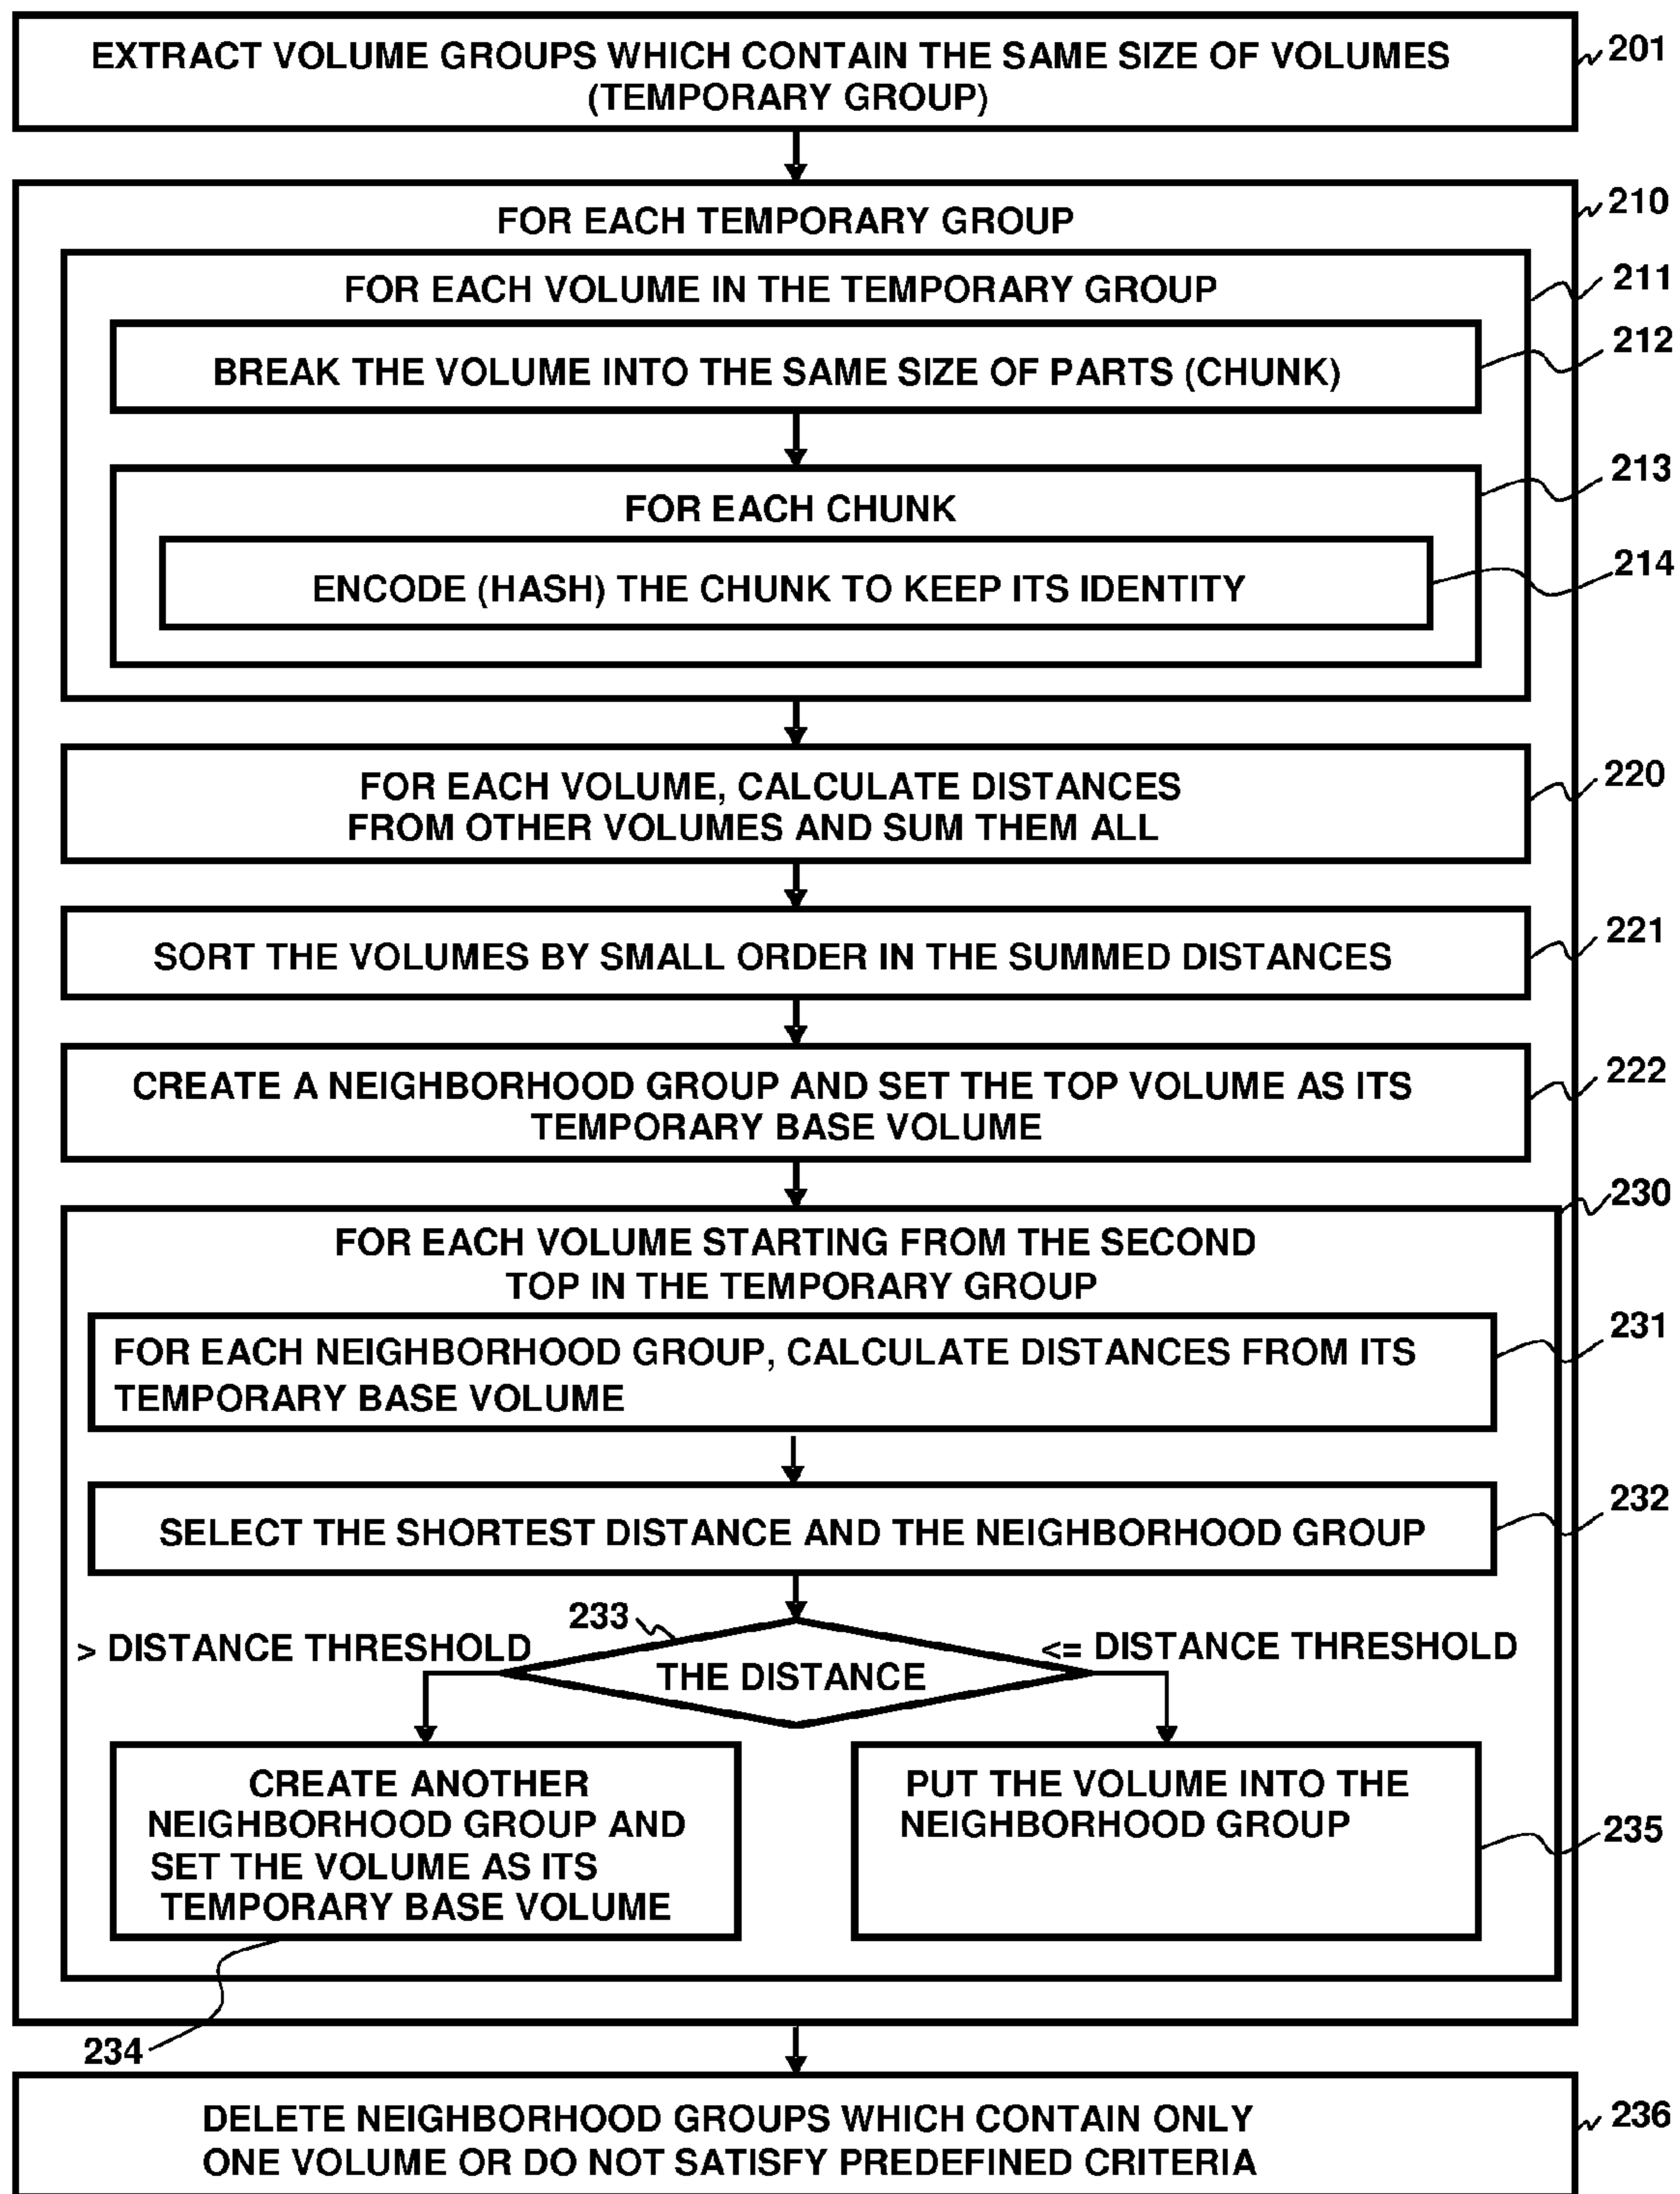 EXTRACT VOLUME GROUPS WHICH CONTAIN THE SAME SIZE OF VOLUMES
(TEMPORARY GROUP)
201
210
FOR EACH TEMPORARY GROUP
211
FOR EACH VOLUME IN THE TEMPORARY GROUP
212
BREAK THE VOLUME INTO THE SAME SIZE OF PARTS (CHUNK)
213
FOR EACH CHUNK
214
ENCODE (HASH) THE CHUNK TO KEEP ITS IDENTITY
220
FOR EACH VOLUME, CALCULATE DISTANCES
FROM OTHER VOLUMES AND SUM THEM ALL
221
SORT THE VOLUMES BY SMALL ORDER IN THE SUMMED DISTANCES
222
CREATE A NEIGHBORHOOD GROUP AND SET THE TOP VOLUME AS ITS
TEMPORARY BASE VOLUME
230
FOR EACH VOLUME STARTING FROM THE SECOND
TOP IN THE TEMPORARY GROUP
231
FOR EACH NEIGHBORHOOD GROUP, CALCULATE DISTANCES FROM ITS
TEMPORARY BASE VOLUME
232
SELECT THE SHORTEST DISTANCE AND THE NEIGHBORHOOD GROUP
233
> DISTANCE THRESHOLD
<= DISTANCE THRESHOLD
THE DISTANCE
CREATE ANOTHER
NEIGHBORHOOD GROUP AND
SET THE VOLUME AS ITS
TEMPORARY BASE VOLUME
PUT THE VOLUME INTO THE
NEIGHBORHOOD GROUP
235
234
DELETE NEIGHBORHOOD GROUPS WHICH CONTAIN ONLY
ONE VOLUME OR DO NOT SATISFY PREDEFINED CRITERIA
236